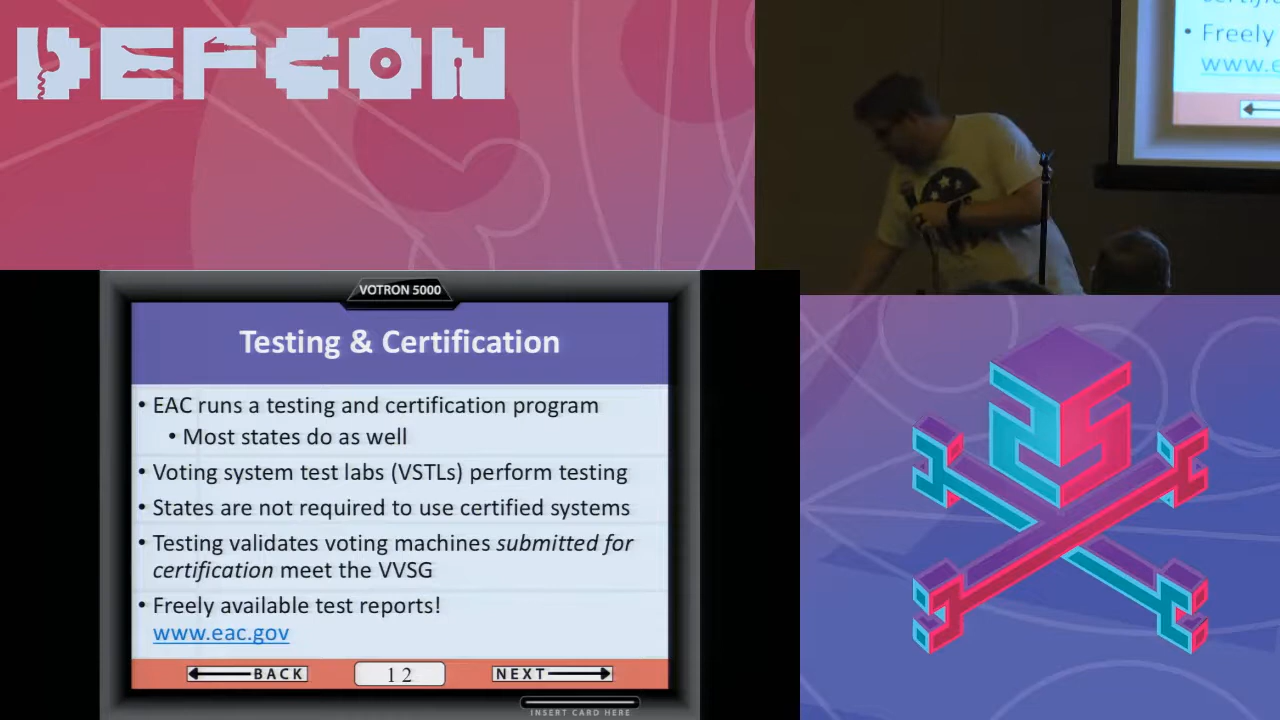 DEFCON
Freely
www.e
VOTRON 5000
Testing & Certification
• EAC runs a testing and certification program
• Most states do as well
• Voting system test labs (VSTLs) perform testing
• States are not required to use certified systems
• Testing validates voting machines submitted for
certification meet the VVSG
• Freely available test reports!
www.eac.gov
BACK
12
NEXT
INSERT CARD HERE
25